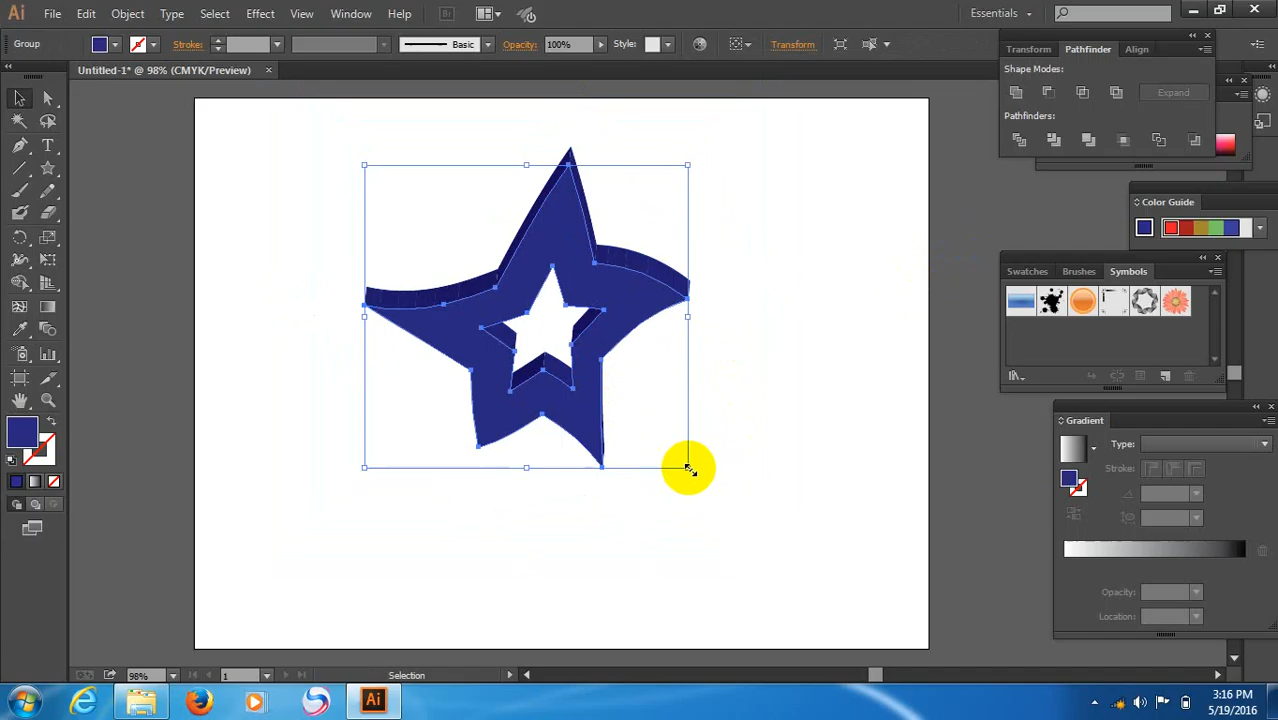 Ai File Edit Object Type Select Effect View Window Help Br Essentials
Group Stroke: Basic Opacity: 100% Style: Transform
Untitled-1* @ 98% (CMYK/Preview)
Transform Pathfinder Align
Shape Modes:
Expand
Pathfinders:
Color Guide
Swatches Brushes Symbols
Gradient
Type:
Stroke:
Opacity:
Location:
98% 1 Selection
Ai
3:16 PM
5/19/2016